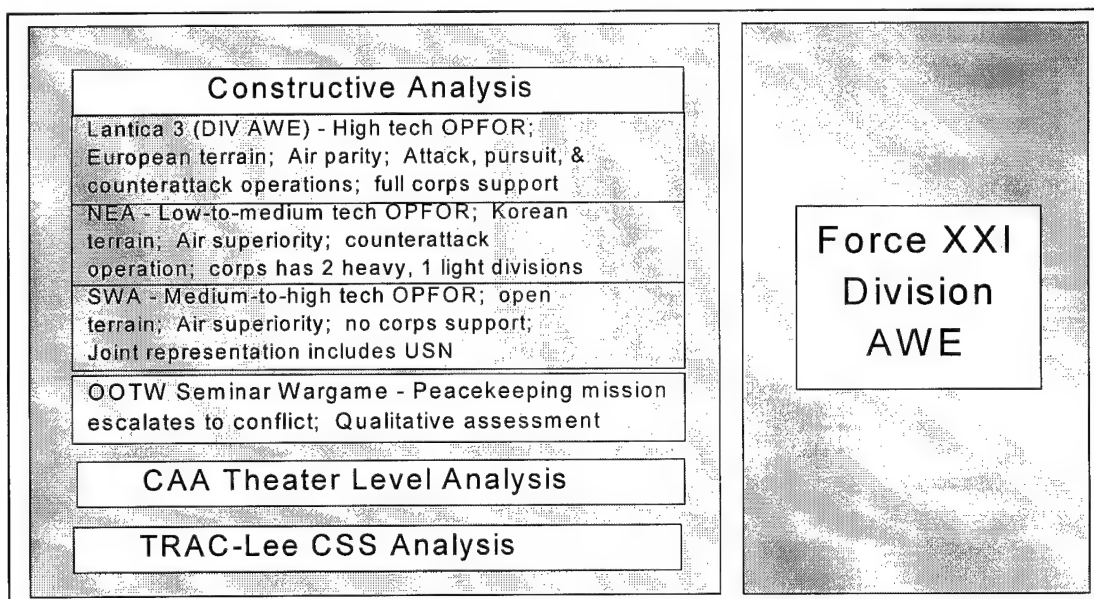 Constructive Analysis
Lantica 3 (DIV AWE) - High tech OPFOR;
European terrain; Air parity; Attack, pursuit, &
counterattack operations; full corps support
NEA - Low-to-medium tech OPFOR; Korean
terrain; Air superiority; counterattack
operation; corps has 2 heavy, 1 light divisions
SWA - Medium-to-high tech OPFOR; open
terrain; Air superiority; no corps support;
Joint representation includes USN
OOTW Seminar Wargame - Peacekeeping mission
escalates to conflict; Qualitative assessment
CAA Theater Level Analysis
TRAC-Lee CSS Analysis
Force XXI
Division
AWE